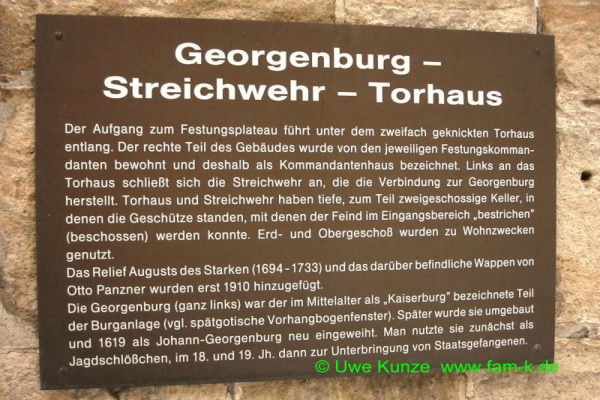 Georgenburg –
Streichwehr – Torhaus
Der Aufgang zum Festungsplateau führt unter dem zweifach geknickten Torhaus
entlang. Der rechte Teil des Gebäudes wurde von den jeweiligen Festungskomman-
danten bewohnt und deshalb als Kommandantenhaus bezeichnet. Links an das
Torhaus schließt sich die Streichwehr an, die die Verbindung zur Georgenburg
herstellt. Torhaus und Streichwehr haben tiefe, zum Teil zweigeschossige Keller, in
denen die Geschütze standen, mit denen der Feind im Eingangsbereich „bestrichen"
(beschossen) werden konnte. Erd- und Obergeschoß wurden zu Wohnzwecken
genutzt.
Das Relief Augusts des Starken (1694-1733) und das darüber befindliche Wappen von
Otto Panzner wurden erst 1910 hinzugefügt.
Die Georgenburg (ganz links) war der im Mittelalter als „Kaiserburg" bezeichnete Teil
der Burganlage (vgl. spätgotische Vorhangbogenfenster). Später wurde sie umgebaut
und 1619 als Johann-Georgenburg neu eingeweiht. Man nutzte sie zunächst als
Jagdschlößchen, im 18. und 19. Jh. dann zur Unterbringung von Staatsgefangenen.
© Uwe Kunze www.fam-k.de